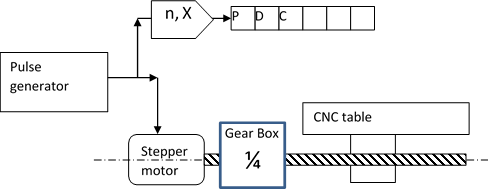 n, X
P D C
Pulse
generator
CNC table
Gear Box
¼
Stepper
motor